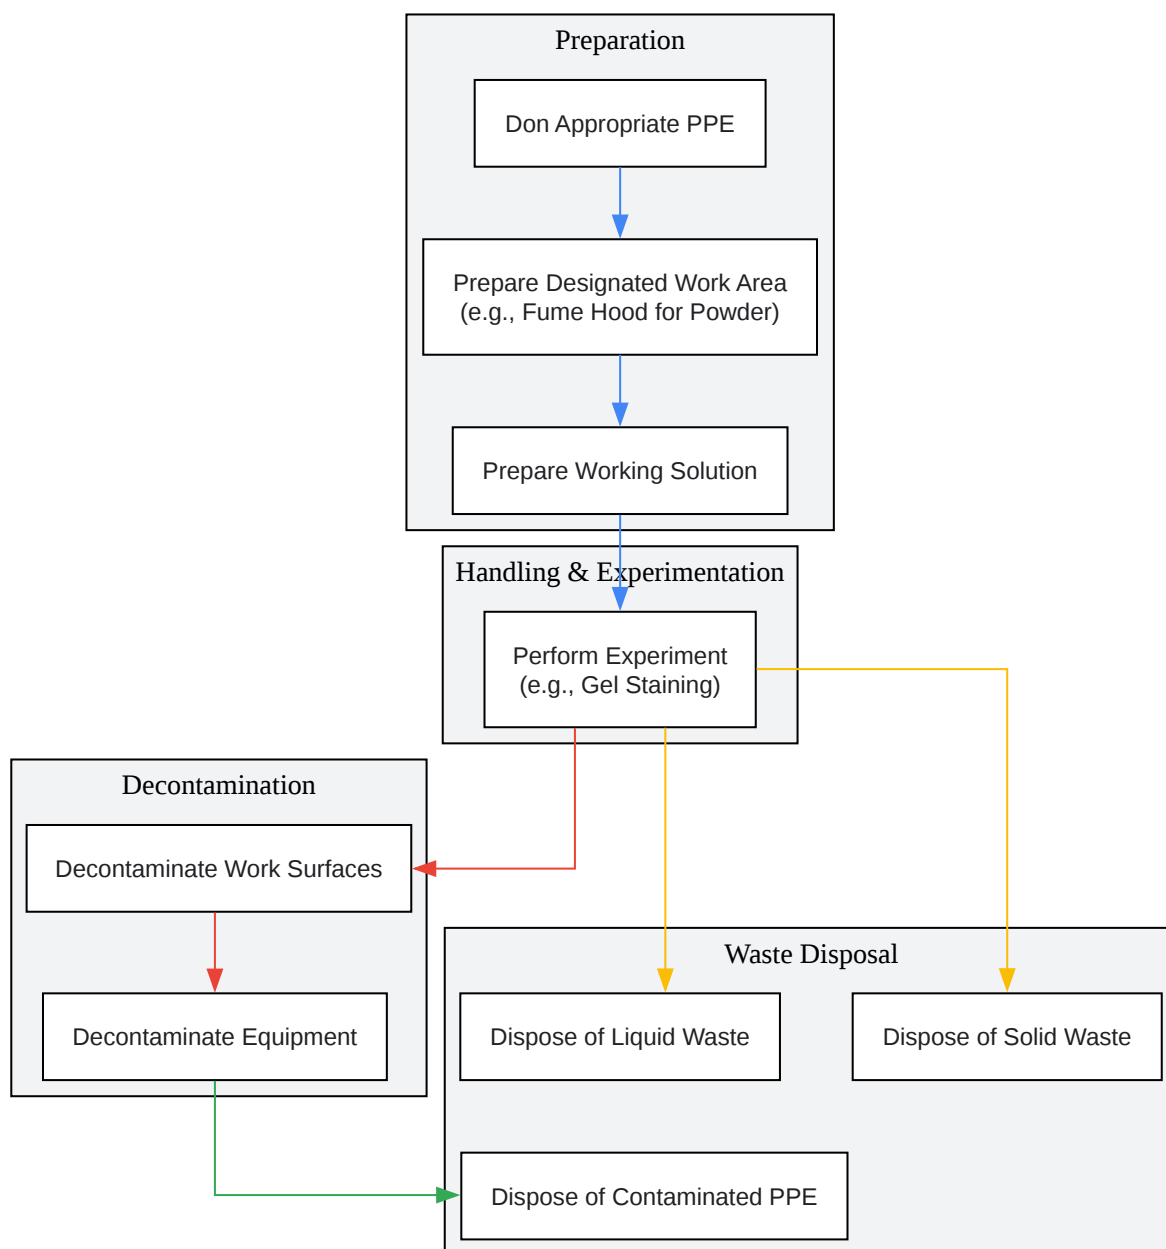 Preparation
Don Appropriate PPE
Prepare Designated Work Area
(e.g., Fume Hood for Powder)
Prepare Working Solution
Handling & Experimentation
Perform Experiment
(e.g., Gel Staining)
Decontamination
Decontaminate Work Surfaces
Decontaminate Equipment
Waste Disposal
Dispose of Liquid Waste
Dispose of Solid Waste
Dispose of Contaminated PPE